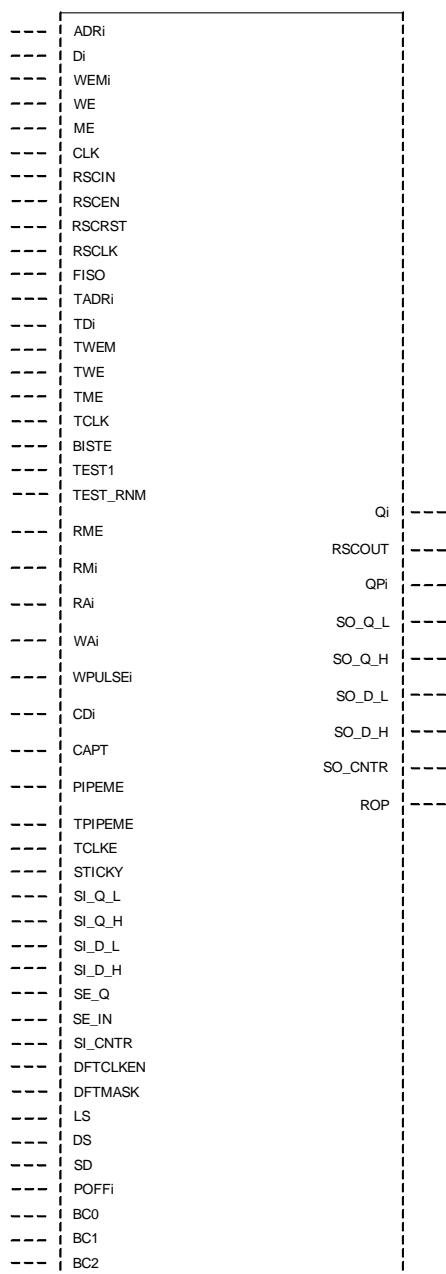 ADRi
Di
WEMi
WE
ME
CLK
RSCIN
RSCEN
RSCRST
RSCLK
FISO
TADRi
TDi
TWEM
TWE
TME
TCLK
BISTE
TEST1
TEST_RNM
RME
RMi
RAi
WAi
WPULSEi
CDi
CAPT
PIPEME
TPIPEME
TCLKE
STICKY
SI_Q_L
SI_Q_H
SI_D_L
SI_D_H
SE_Q
SE_IN
SI_CNTR
DFTCLKEN
DFTMASK
LS
DS
SD
POFFi
BC0
BC1
BC2
Qi
RSCOUT
QPi
SO_Q_L
SO_Q_H
SO_D_L
SO_D_H
SO_CNTR
ROP